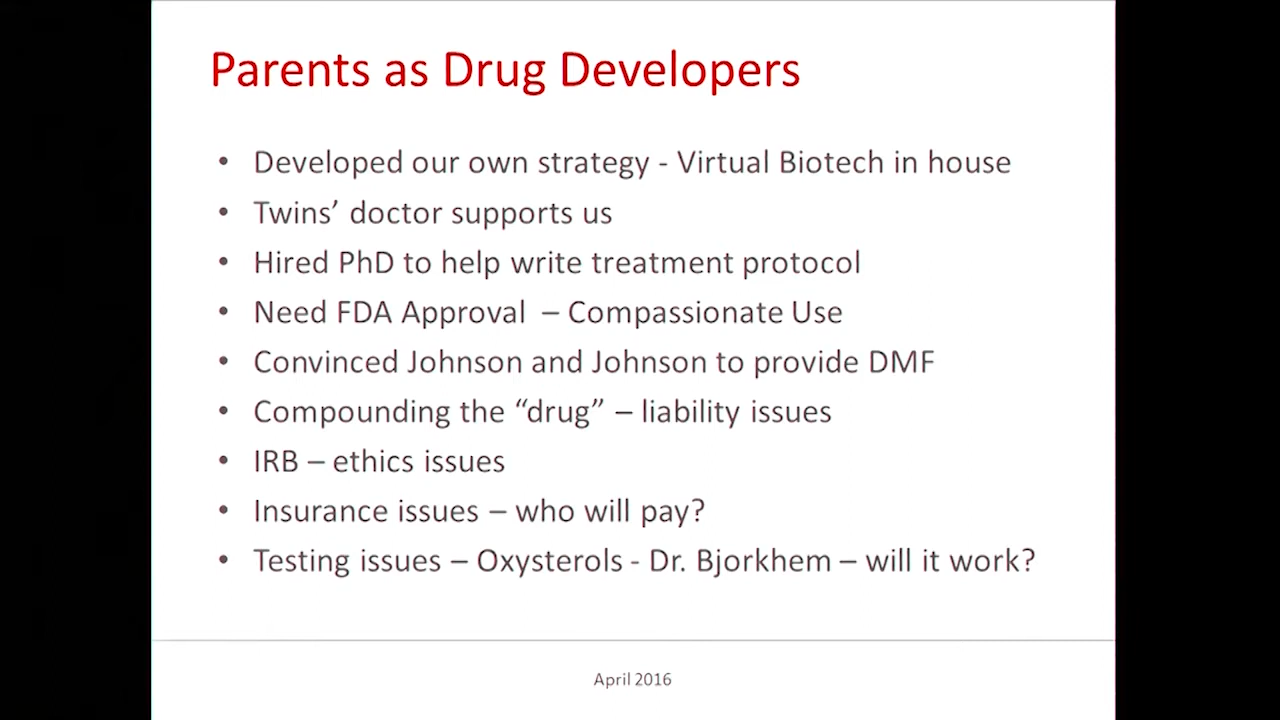 Parents as Drug Developers
• Developed our own strategy - Virtual Biotech in house
• Twins’ doctor supports us
• Hired PhD to help write treatment protocol
• Need FDA Approval – Compassionate Use
• Convinced Johnson and Johnson to provide DMF
• Compounding the “drug” – liability issues
• IRB – ethics issues
• Insurance issues – who will pay?
• Testing issues – Oxysterols - Dr. Bjorkhem – will it work?
April 2016